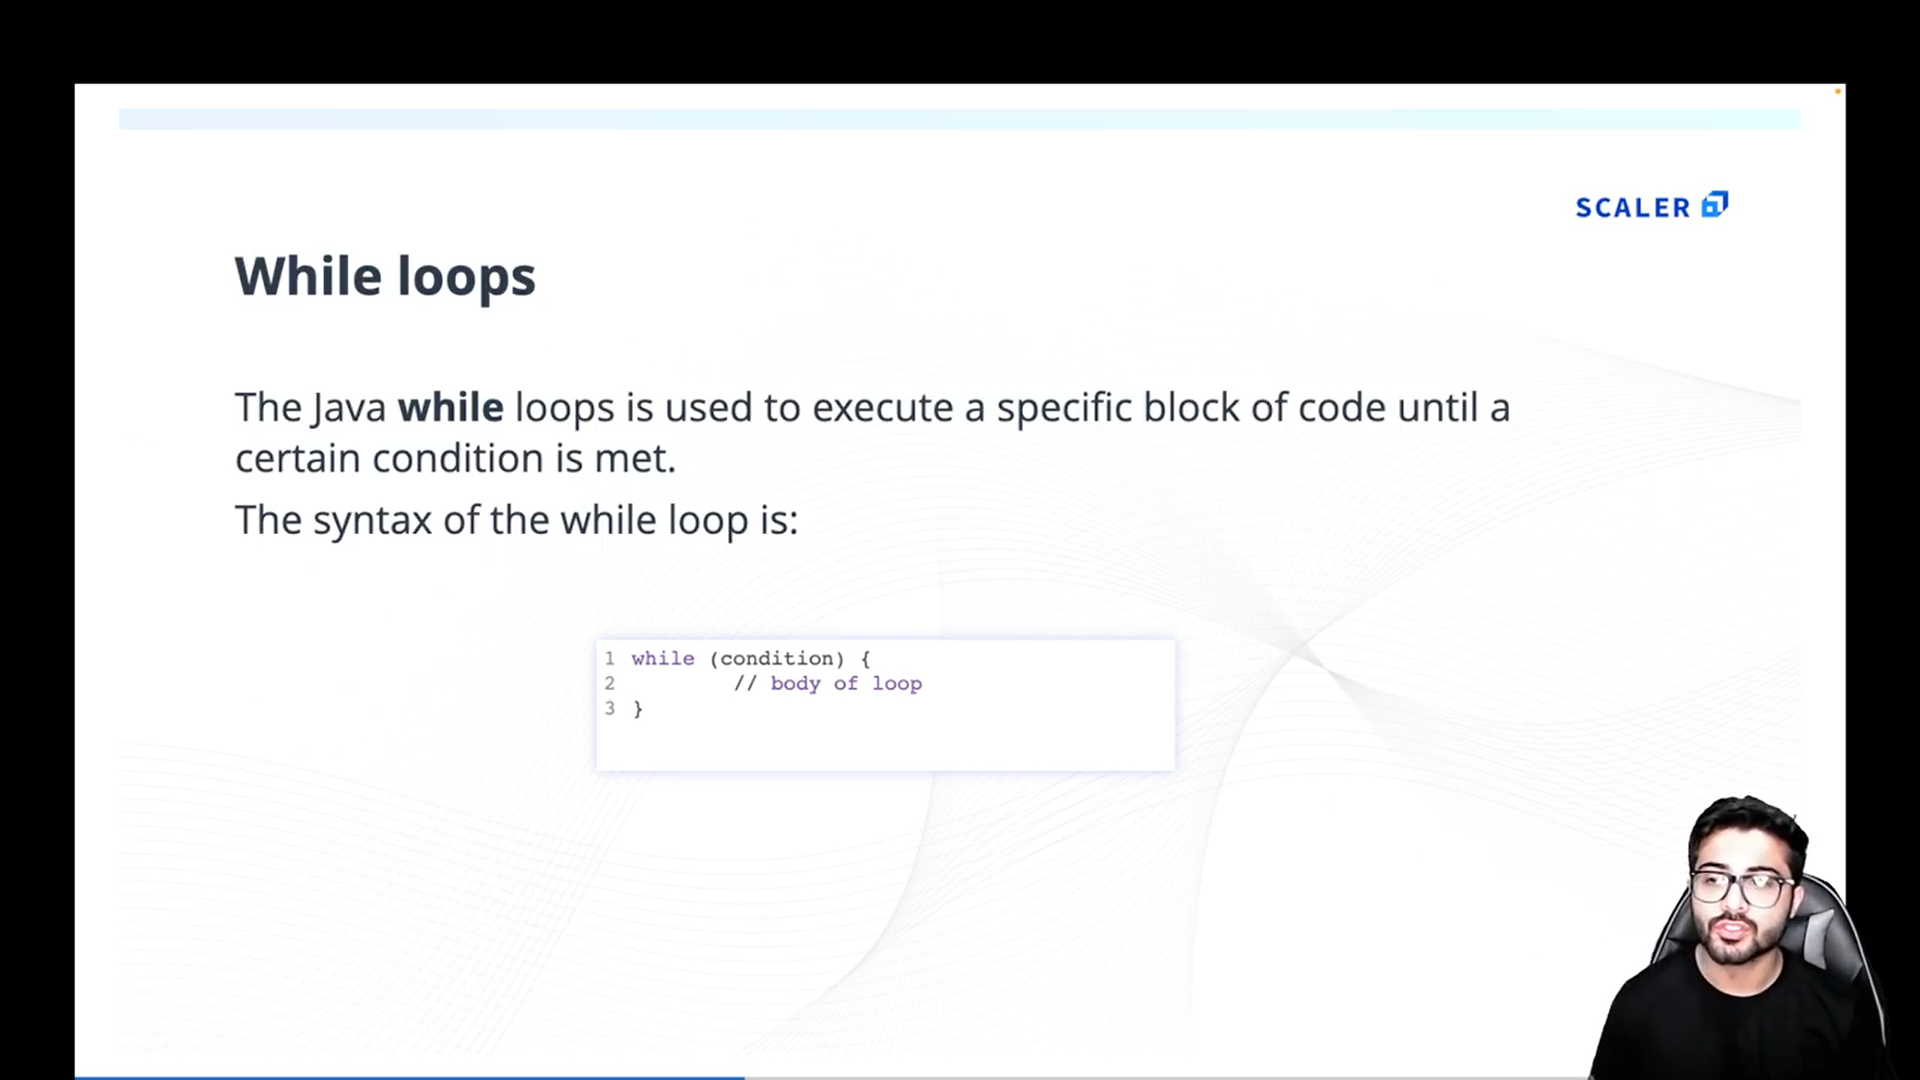 SCALER
While loops
The Java while loops is used to execute a specific block of code until a
certain condition is met.
The syntax of the while loop is:
1 while (condition) {
2 // body of loop
3 }